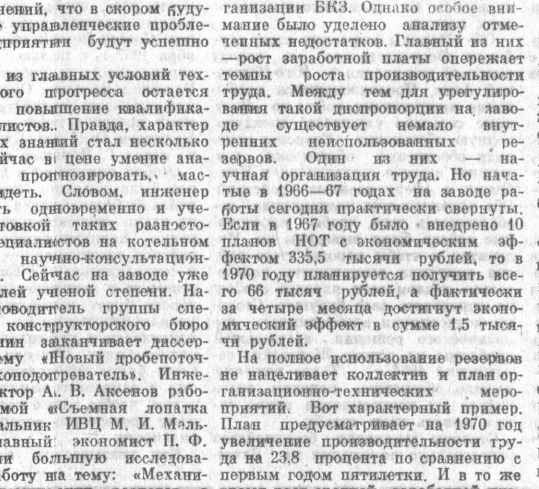 нений, что в скором буду-
управленческие пробле-
дприятии будут успешно
из главных условий тех-
ого прогресса остается
повышение квалифика-
листов. Правда, характер
х знаний стал несколько
йчас в цене умение ана-
прогнозировать, мас-
идеть. Словом, инженер
ть одновременно и уче-
товкой таких разносто-
ециалистов на котельном
научно-консультацион-
. Сейчас на заводе уже
лей ученой степени. На-
ководитель группы спе-
конструкторского бюро
нин заканчивает диссер-
ему «Новый дробепоточ-
хоподогреватель». Инже-
ктор А. В. Аксенов рабо-
мой «Съемная лопатка
альник ИВЦ М. И. Мель-
лавный экономист П. Ф.
ли большую исследова-
аботу на тему: «Механи-
ганизации БКЗ. Однако особое вни-
мание было уделено анализу отме-
ченных недостатков. Главный из них
—рост заработной платы опережает
темпы роста производительности
труда. Между тем для урегулиро-
вания такой диспропорции на заво-
де существует немало внут-
ренних неиспользованных ре-
зервов. Один из них — на-
учная организация труда. Но нача-
тые в 1966—67 годах на заводе ра-
боты сегодня практически свернуты.
Если в 1967 году было внедрено 10
планов НОТ с экономическим эф-
фектом 335,5 тысячи рублей, то в
1970 году планируется получить все-
го 66 тысяч рублей, а фактически
за четыре месяца достигнут эконо-
мический эффект в сумме 1,5 тыся-
чи рублей.
На полное использование резервов
не нацеливает коллектив и план ор-
ганизационно-технических меро-
приятий. Вот характерный пример.
План предусматривает на 1970 год
увеличение производительности тру-
да на 23,8 процента по сравнению с
первым годом пятилетки. И в то же